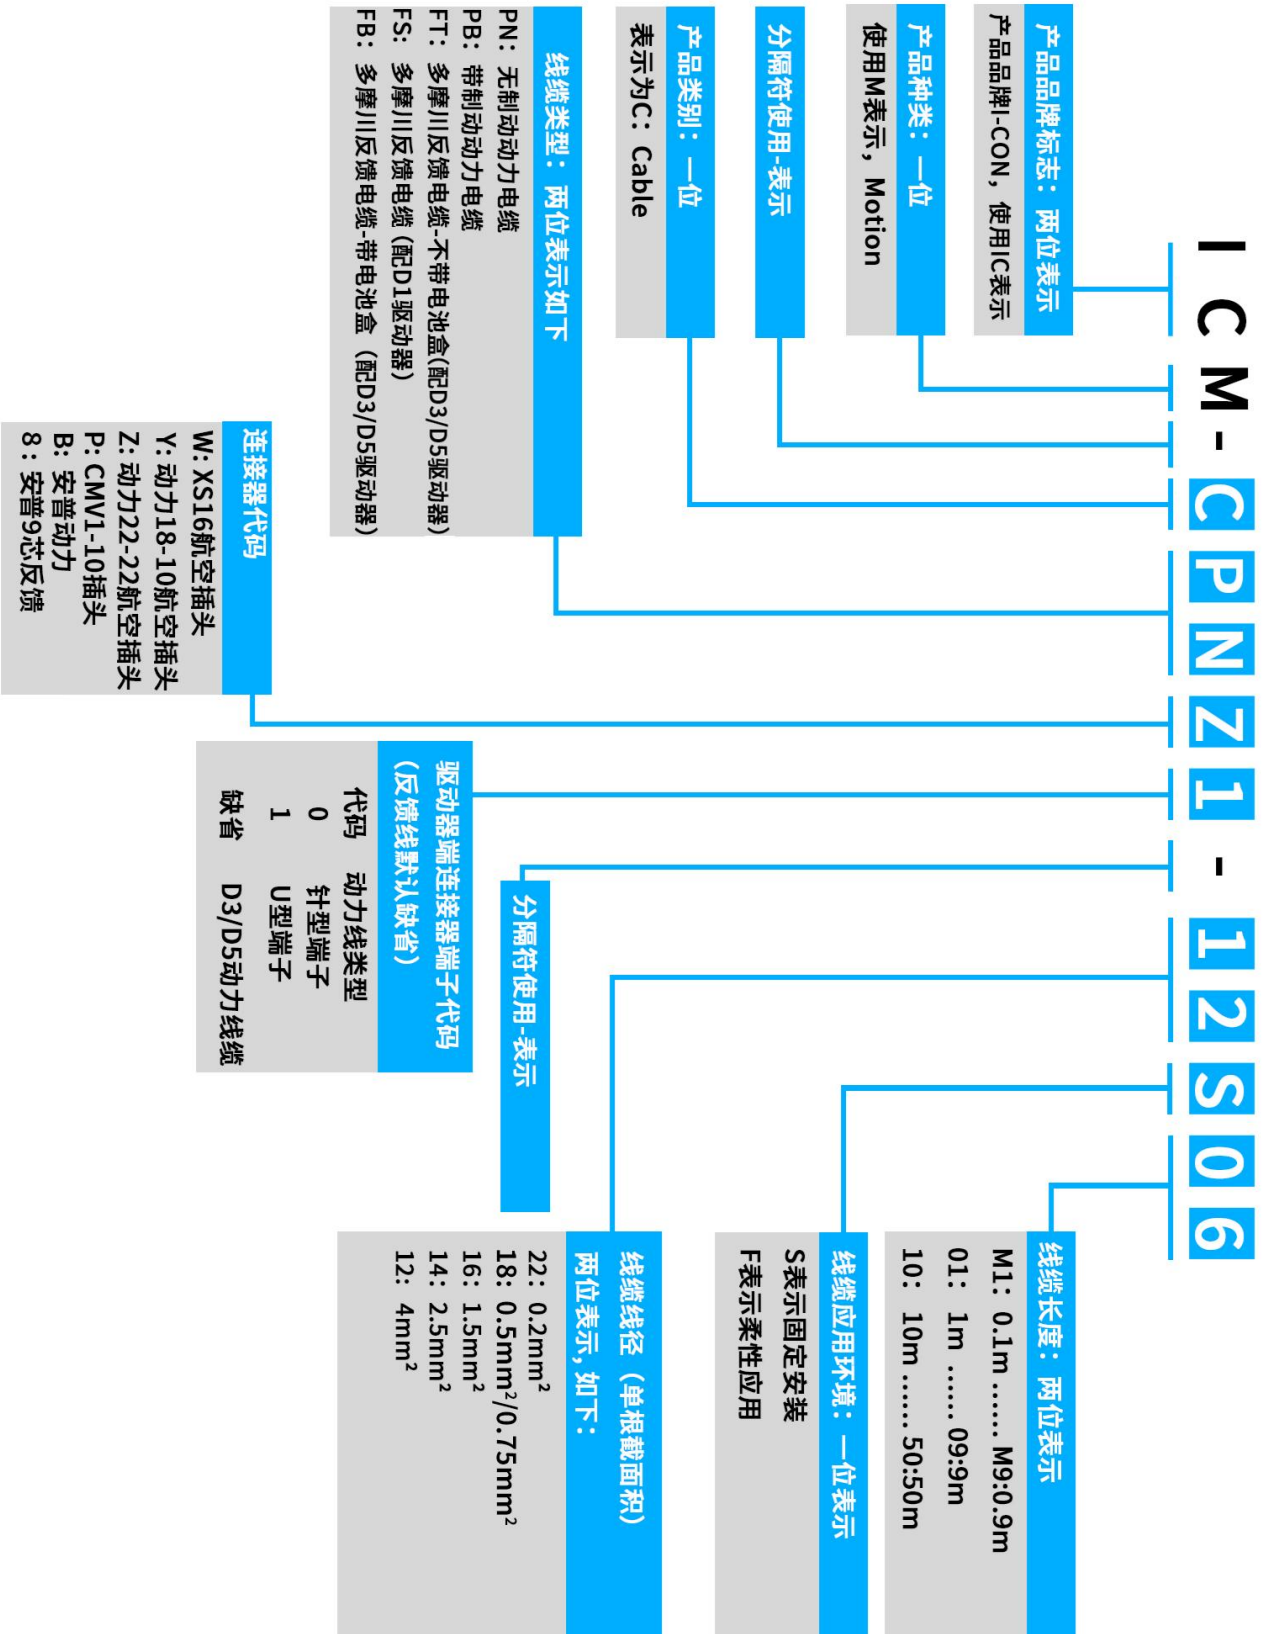 I C M - C P N Z 1 - 1 2 S 0 6
产品品牌标志：两位表示
产品品牌I-CON，使用IC表示
产品种类：一位
使用M表示，Motion
分隔符使用-表示
产品类别：一位
表示为C：Cable
线缆类型：两位表示如下
PN：无制动动力电缆
PB：带制动动力电缆
FT：多摩川反馈电缆-不带电池盒(配D3/D5驱动器)
FS：多摩川反馈电缆 (配D1驱动器)
FB：多摩川反馈电缆-带电池盒（配D3/D5驱动器）
连接器代码
W: XS16航空插头
Y: 动力18-10航空插头
Z: 动力22-22航空插头
P: CMV1-10插头
B: 安普动力
8：安普9芯反馈
驱动器端连接器端子代码
（反馈线默认缺省）
代码 动力线类型
0 针型端子
1 U型端子
缺省 D3/D5动力线缆
分隔符使用-表示
线缆线径（单根截面积）
两位表示, 如下：
22：0.2mm²
18：0.5mm²/0.75mm²
16：1.5mm²
14：2.5mm²
12：4mm²
线缆应用环境：一位表示
S表示固定安装
F表示柔性应用
线缆长度：两位表示
M1：0.1m ...... M9:0.9m
01：1m ...... 09:9m
10：10m ...... 50:50m